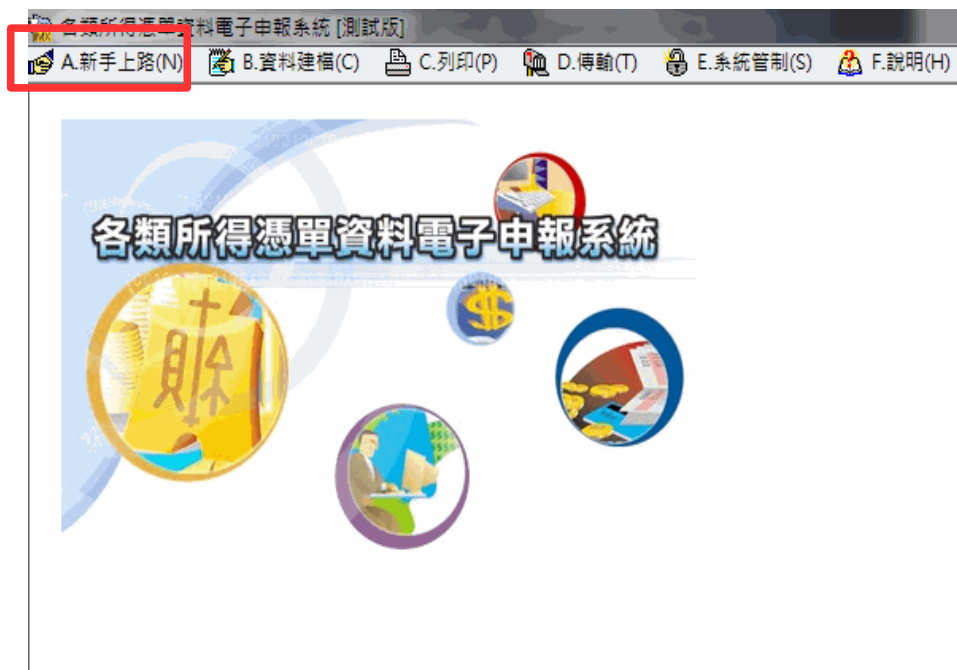 各類所得憑單資料電子申報系統 [測試版]
A.新手上路(N) B.資料建檔(C) C.列印(P) D.傳輸(T) E.系統管制(S) F.說明(H)
各類所得憑單資料電子申報系統
財